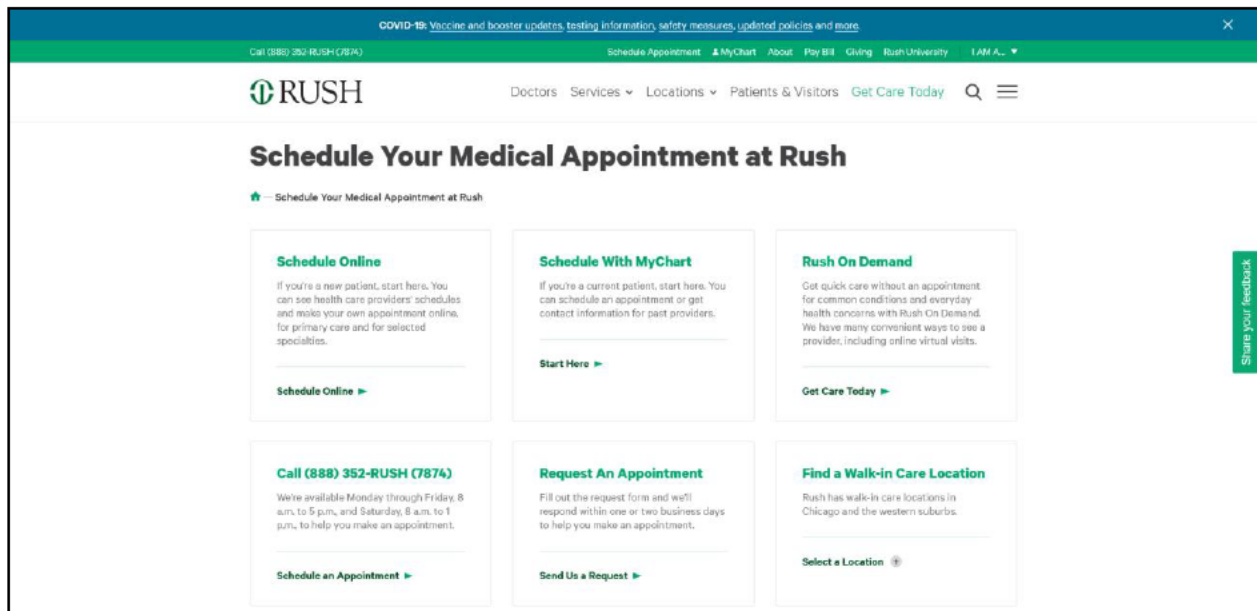 COVID-19: Vaccine and booster updates, testing information, safety measures, updated policies and more.
Call (888) 352-RUSH (7874)
Schedule Appointment MyChart About Pay Bill Giving Rush University I AM A...
RUSH
Doctors Services Locations Patients & Visitors Get Care Today
Schedule Your Medical Appointment at Rush
— Schedule Your Medical Appointment at Rush
Schedule Online
If you're a new patient, start here. You
can see health care providers' schedules
and make your own appointment online,
for primary care and for selected
specialties.
Schedule Online
Schedule With MyChart
If you're a current patient, start here. You
can schedule an appointment or get
contact information for past providers.
Start Here
Rush On Demand
Get quick care without an appointment
for common conditions and everyday
health concerns with Rush On Demand.
We have many convenient ways to see a
provider, including online virtual visits.
Get Care Today
Call (888) 352-RUSH (7874)
We're available Monday through Friday, 8
a.m. to 5 p.m., and Saturday, 8 a.m. to 1
p.m., to help you make an appointment.
Schedule an Appointment
Request An Appointment
Fill out the request form and we'll
respond within one or two business days
to help you make an appointment.
Send Us a Request
Find a Walk-in Care Location
Rush has walk-in care locations in
Chicago and the western suburbs.
Select a Location
Share your feedback